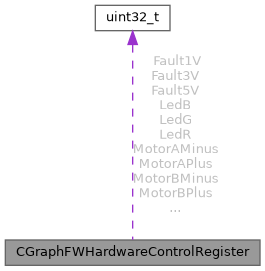 uint32_t
Fault1V
Fault3V
Fault5V
LedB
LedG
LedR
MotorAMinus
MotorAPlus
MotorBMinus
MotorBPlus
...
CGraphFWHardwareControlRegister